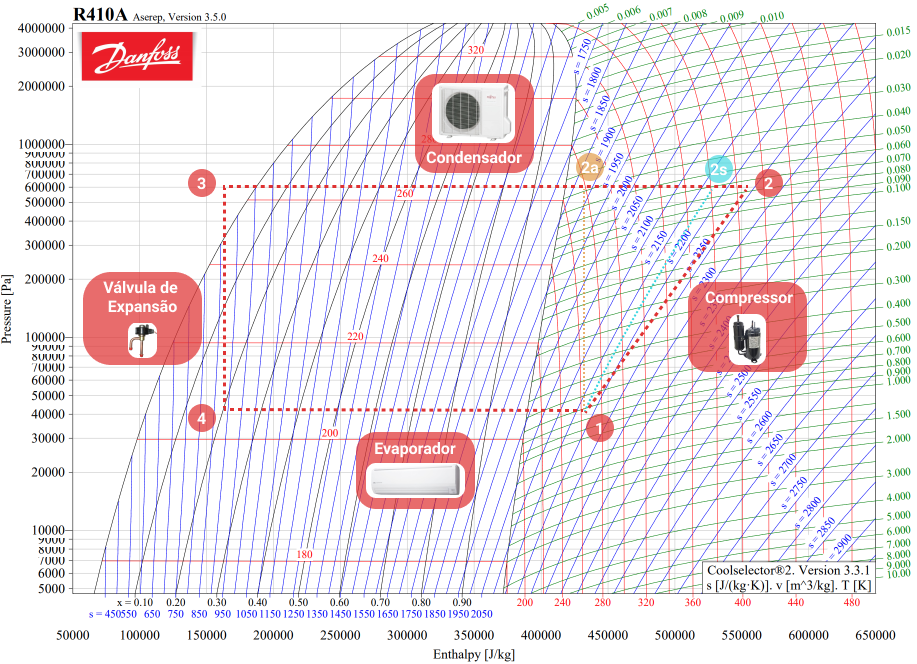 R410A Aserep, Version 3.5.0
Danfoss
0.005 0.006 0.007 0.008 0.009 0.010
0.015
0.020
0.030
0.040
0.050
0.060
0.070
0.080
0.090
0.100
0.150
0.200
0.300
0.400
0.500
0.600
0.700
0.800
0.900
1.000
1.500
2.000
3.000
4.000
5.000
6.000
7.000
8.000
9.000
10.00
Pressure [Pa]
4000000
3000000
2000000
1000000
900000
800000
700000
600000
500000
400000
300000
200000
100000
90000
80000
70000
60000
50000
40000
30000
20000
10000
9000
8000
7000
6000
5000
320
280
260
240
220
200
180
s = 1750
s = 1800
s = 1850
s = 1900
s = 1950
s = 2000
s = 2050
s = 2100
s = 2150
s = 2200
s = 2250
s = 2300
s = 2400
s = 2500
s = 2550
s = 2600
s = 2650
s = 2700
s = 2750
s = 2800
s = 2850
s = 2900
Condensador
2a
2s
3
2
Válvula de
Expansão
Compressor
4
1
Evaporador
Coolselector®2. Version 3.3.1
s [J/(kg·K)]. v [m^3/kg]. T [K]
x = 0.10 0.20 0.30 0.40 0.50 0.60 0.70 0.80 0.90
200 240 280 320 360 400 440 480
s = 450 550 650 750 850 950 1050 1150 1250 1350 1450 1550 1650 1750 1850 1950 2050
50000 100000 150000 200000 250000 300000 350000 400000 450000 500000 550000 600000 650000
Enthalpy [J/kg]